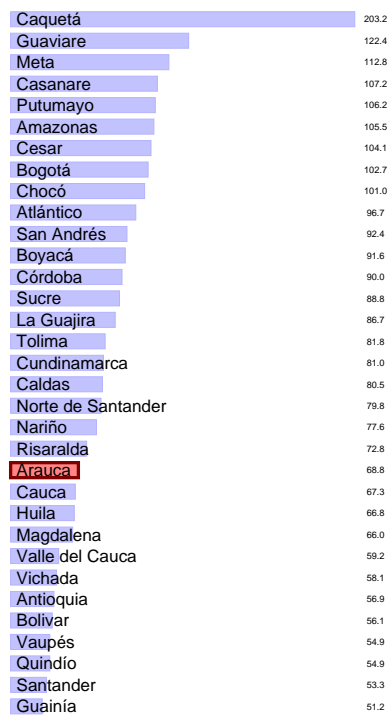 Caquetá 203.2
Guaviare 122.4
Meta 112.8
Casanare 107.2
Putumayo 106.2
Amazonas 105.5
Cesar 104.1
Bogotá 102.7
Chocó 101.0
Atlántico 96.7
San Andrés 92.4
Boyacá 91.6
Córdoba 90.0
Sucre 88.8
La Guajira 86.7
Tolima 81.8
Cundinamarca 81.0
Caldas 80.5
Norte de Santander 79.8
Nariño 77.6
Risaralda 72.8
Arauca 68.8
Cauca 67.3
Huila 66.8
Magdalena 66.0
Valle del Cauca 59.2
Vichada 58.1
Antioquia 56.9
Bolivar 56.1
Vaupés 54.9
Quindío 54.9
Santander 53.3
Guainía 51.2